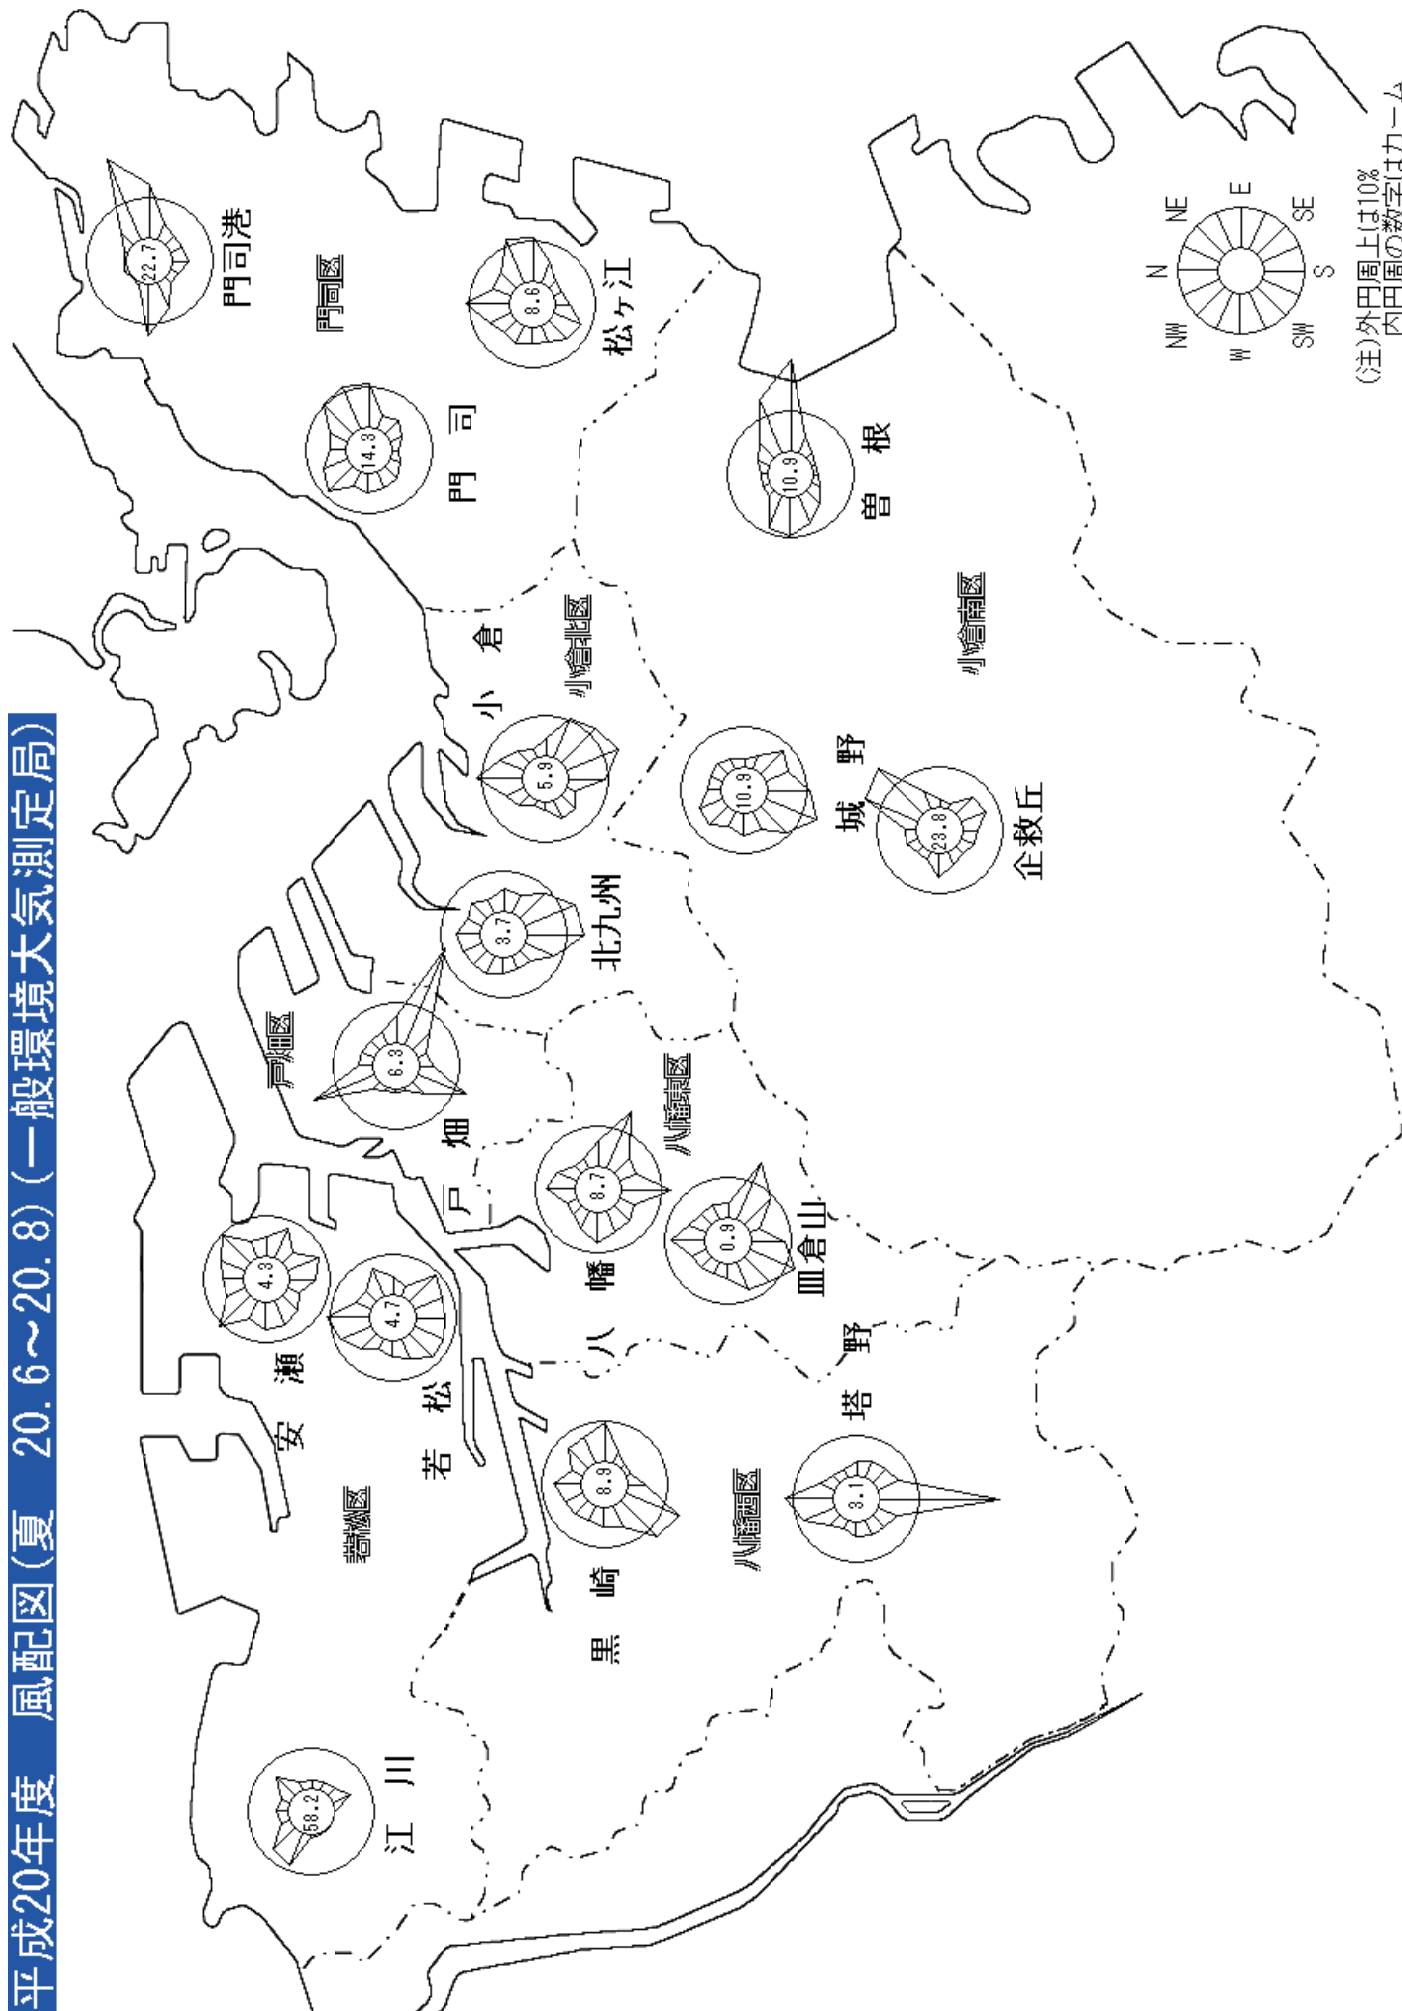 平成20年度　風配図(夏　20.6～20.8)(一般環境大気測定局)
門司港
22.7
門司区
門司
14.3
松ヶ江
8.6
曽根
10.9
小倉
5.9
小倉北区
小倉南区
城野
10.9
企救丘
23.8
北九州
3.7
戸畑区
戸畑
6.3
八幡東区
八幡
8.7
皿倉山
0.9
安瀬
4.3
若松
4.7
若松区
黒崎
8.9
八幡西区
塔野
3.1
江川
58.2
N
NE
E
SE
S
SW
W
NW
(注)外円周上は10%
内円周の数字はカーム